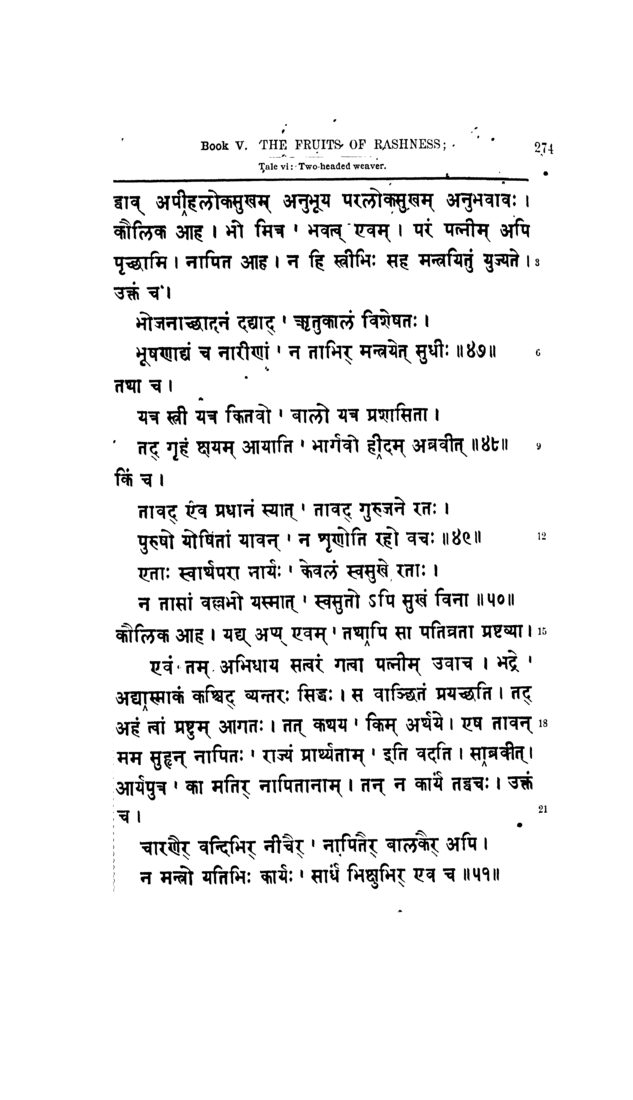 Book V. THE FRUITS OF RASHNESS; 274
Tale vi: Two-headed weaver.
द्वाव् अपीहलोकसुखम् अनुभूय परलोकसुखम् अनुभवावः ।
कौलिक आह । भो मित्र ' भवत्व् एवम् । परं पत्नीम् अपि
पृच्छामि । नापित आह । न हि स्त्रीभिः सह मन्त्रयितुं युज्यते । 3
उक्तं च ।
भोजनाच्छादनं दद्याद् ' ऋतुकालं विशेषतः ।
भूषणाद्यं च नारीणां ' न ताभिर् मन्त्रयेत् सुधीः ॥४७॥ 6
तथा च ।
यत्र स्त्री यत्र कितवो ' बालो यत्र प्रशासिता ।
तद् गृहं क्षयम् आयाति ' भार्गवो हीदम् अब्रवीत् ॥४८॥ 9
किं च ।
तावद् एव प्रधानं स्यात् ' तावद् गुरुजने रतः ।
पुरुषो योषितां यावन् ' न शृणोति रहो वचः ॥४९॥ 12
एताः स्वार्थपरा नार्यः ' केवलं स्वसुखे रताः ।
न तासां वल्लभो यस्मात् ' स्वसुतो ऽपि सुखं विना ॥५०॥
कौलिक आह । यद्य् अप्य् एवम् ' तथापि सा पतिव्रता प्रष्टव्या । 15
एवं तम् अभिधाय सत्वरं गत्वा पत्नीम् उवाच । भद्रे '
अद्यास्माकं कश्चिद् व्यन्तरः सिद्धः । स वाञ्छितं प्रयच्छति । तद्
अहं त्वां प्रष्टुम् आगतः । तत् कथय ' किम् अर्थये । एष तावन् 18
मम सुहृन् नापितः ' राज्यं प्रार्थ्यताम् ' इति वदति । साब्रवीत् ।
आर्यपुत्र ' का मतिर् नापितानाम् । तन् न कार्यं तद्वचः । उक्तं
च । 21
चारणैर् वन्दिभिर् नीचैर् ' नापितैर् बालकैर् अपि ।
न मन्त्रो यतिभिः कार्यः ' सार्धं भिक्षुभिर् एव च ॥५१॥